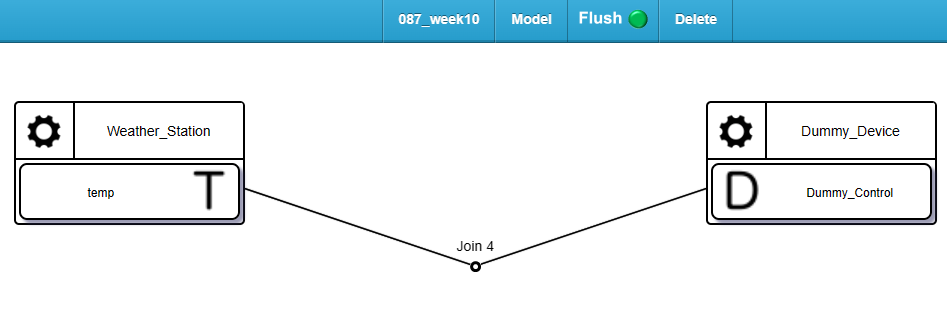 087_week10 Model Flush Delete
Weather_Station
temp T
Dummy_Device
D Dummy_Control
Join 4